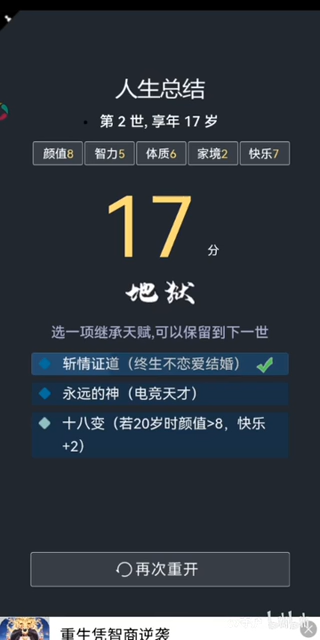 人生总结
第 2 世, 享年 17 岁
颜值8 智力5 体质6 家境2 快乐7
17 分
地狱
选一项继承天赋,可以保留到下一世
斩情证道（终生不恋爱结婚）
永远的神（电竞天才）
十八变（若20岁时颜值>8，快乐
+2）
再次重开
bilibili
重生凭智商逆袭